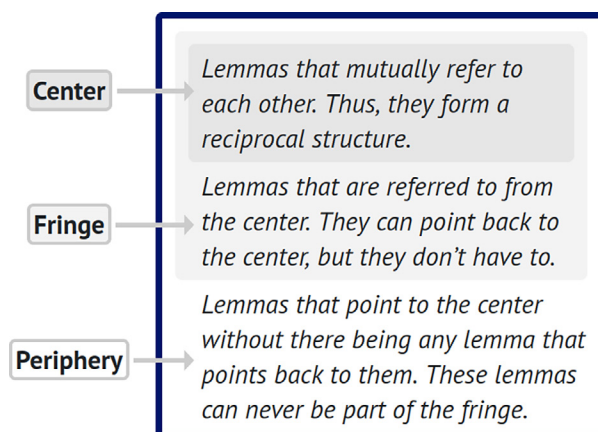 Center
Lemmas that mutually refer to
each other. Thus, they form a
reciprocal structure.
Fringe
Lemmas that are referred to from
the center. They can point back to
the center, but they don’t have to.
Periphery
Lemmas that point to the center
without there being any lemma that
points back to them. These lemmas
can never be part of the fringe.